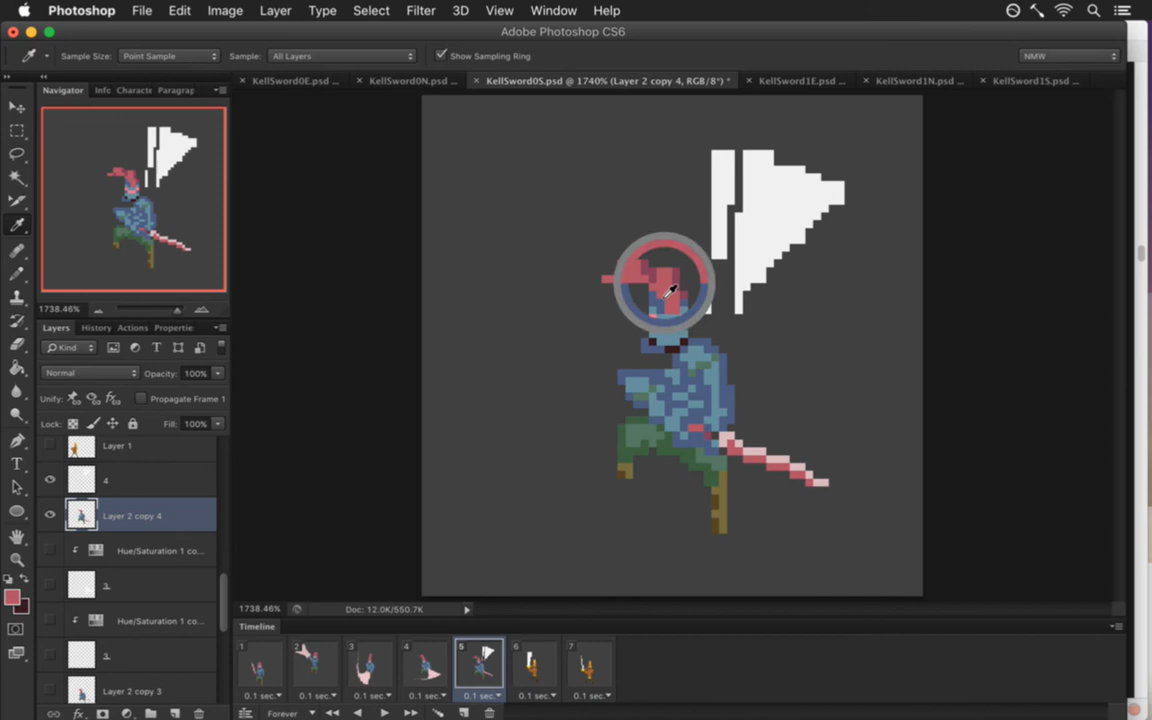 Photoshop File Edit Image Layer Type Select Filter 3D View Window Help
Adobe Photoshop CS6
Sample Size: Point Sample Sample: All Layers Show Sampling Ring NMW
KellSword0E.psd ... KellSword0N.psd ... KellSword0S.psd @ 1740% (Layer 2 copy 4, RGB/8*) * KellSword1E.psd ... KellSword1N.psd ... KellSword1S.psd ...
Navigator Info Characte Paragrap
1738.46%
Layers History Actions Propertie
Kind
Normal Opacity: 100%
Unify: Propagate Frame 1
Lock: Fill: 100%
Layer 1
4
Layer 2 copy 4
Hue/Saturation 1 co...
3
Hue/Saturation 1 co...
3
Layer 2 copy 3
1738.46% Doc: 12.0K/550.7K
Timeline
1 2 3 4 5 6 7
0.1 sec. 0.1 sec. 0.1 sec. 0.1 sec. 0.1 sec. 0.1 sec. 0.1 sec.
Forever